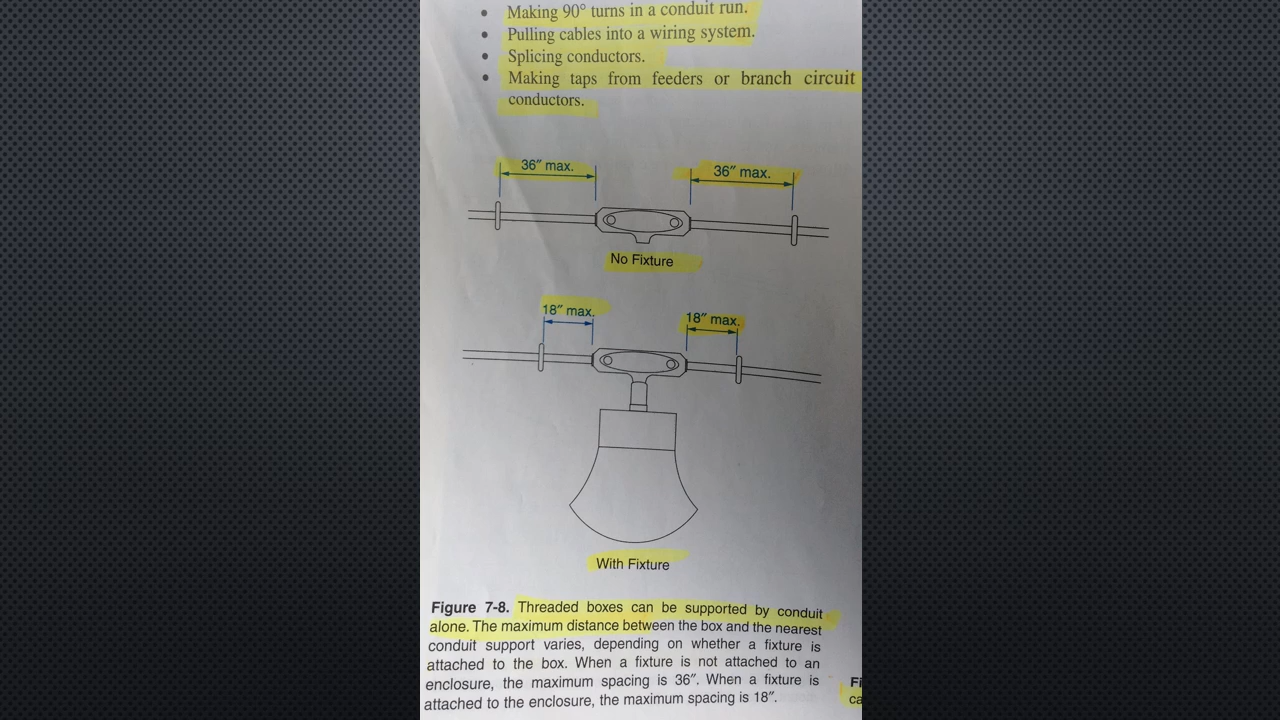 • Making 90° turns in a conduit run.
• Pulling cables into a wiring system.
• Splicing conductors.
• Making taps from feeders or branch circuit
conductors.
36″ max.
36″ max.
No Fixture
18″ max.
18″ max.
With Fixture
Figure 7-8. Threaded boxes can be supported by conduit
alone. The maximum distance between the box and the nearest
conduit support varies, depending on whether a fixture is
attached to the box. When a fixture is not attached to an
enclosure, the maximum spacing is 36″. When a fixture is
attached to the enclosure, the maximum spacing is 18″.
Fi
ca